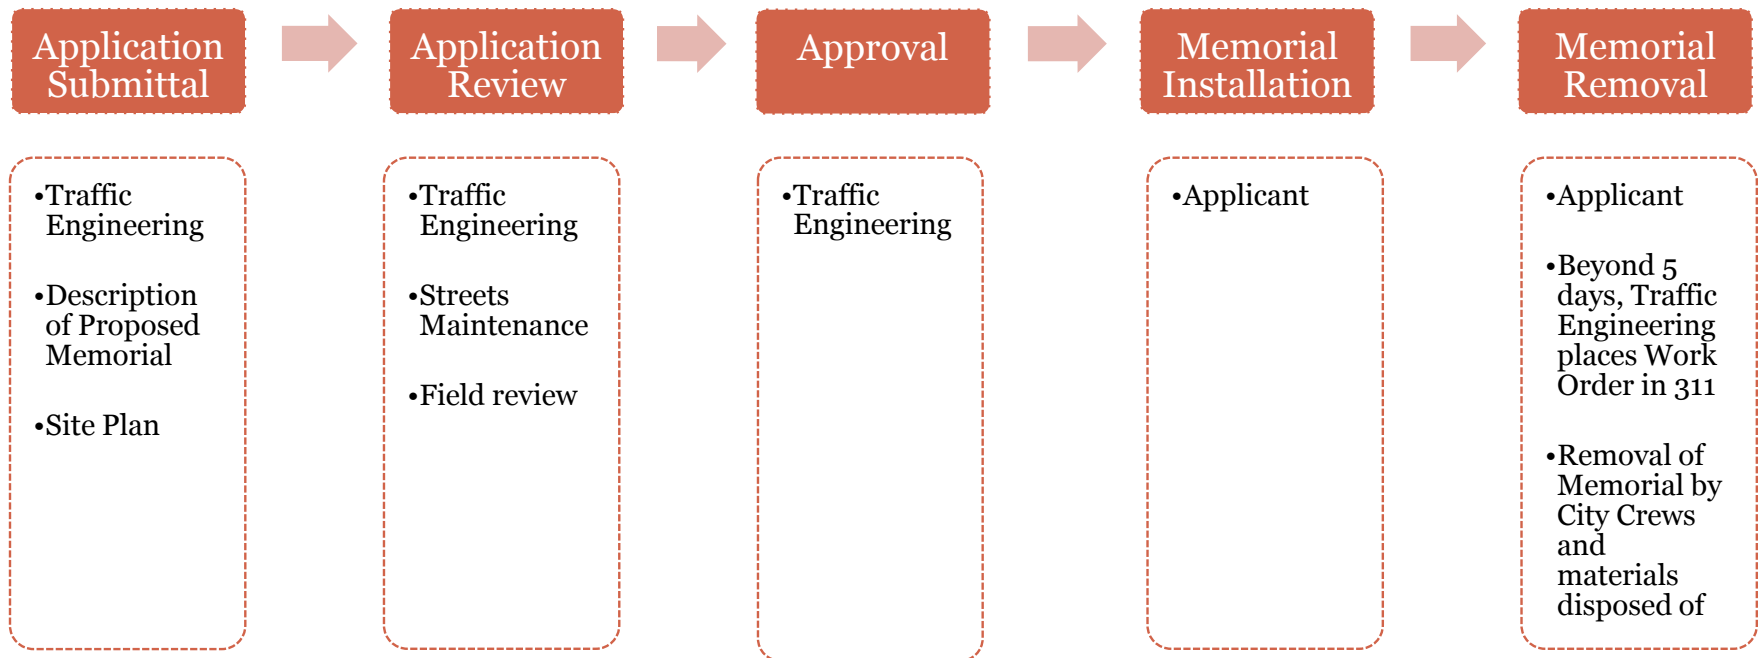 Application
Submittal
Application
Review
Approval
Memorial
Installation
Memorial
Removal
•Traffic
Engineering
•Description
of Proposed
Memorial
•Site Plan
•Traffic
Engineering
•Streets
Maintenance
•Field review
•Traffic
Engineering
•Applicant
•Applicant
•Beyond 5
days, Traffic
Engineering
places Work
Order in 311
•Removal of
Memorial by
City Crews
and
materials
disposed of